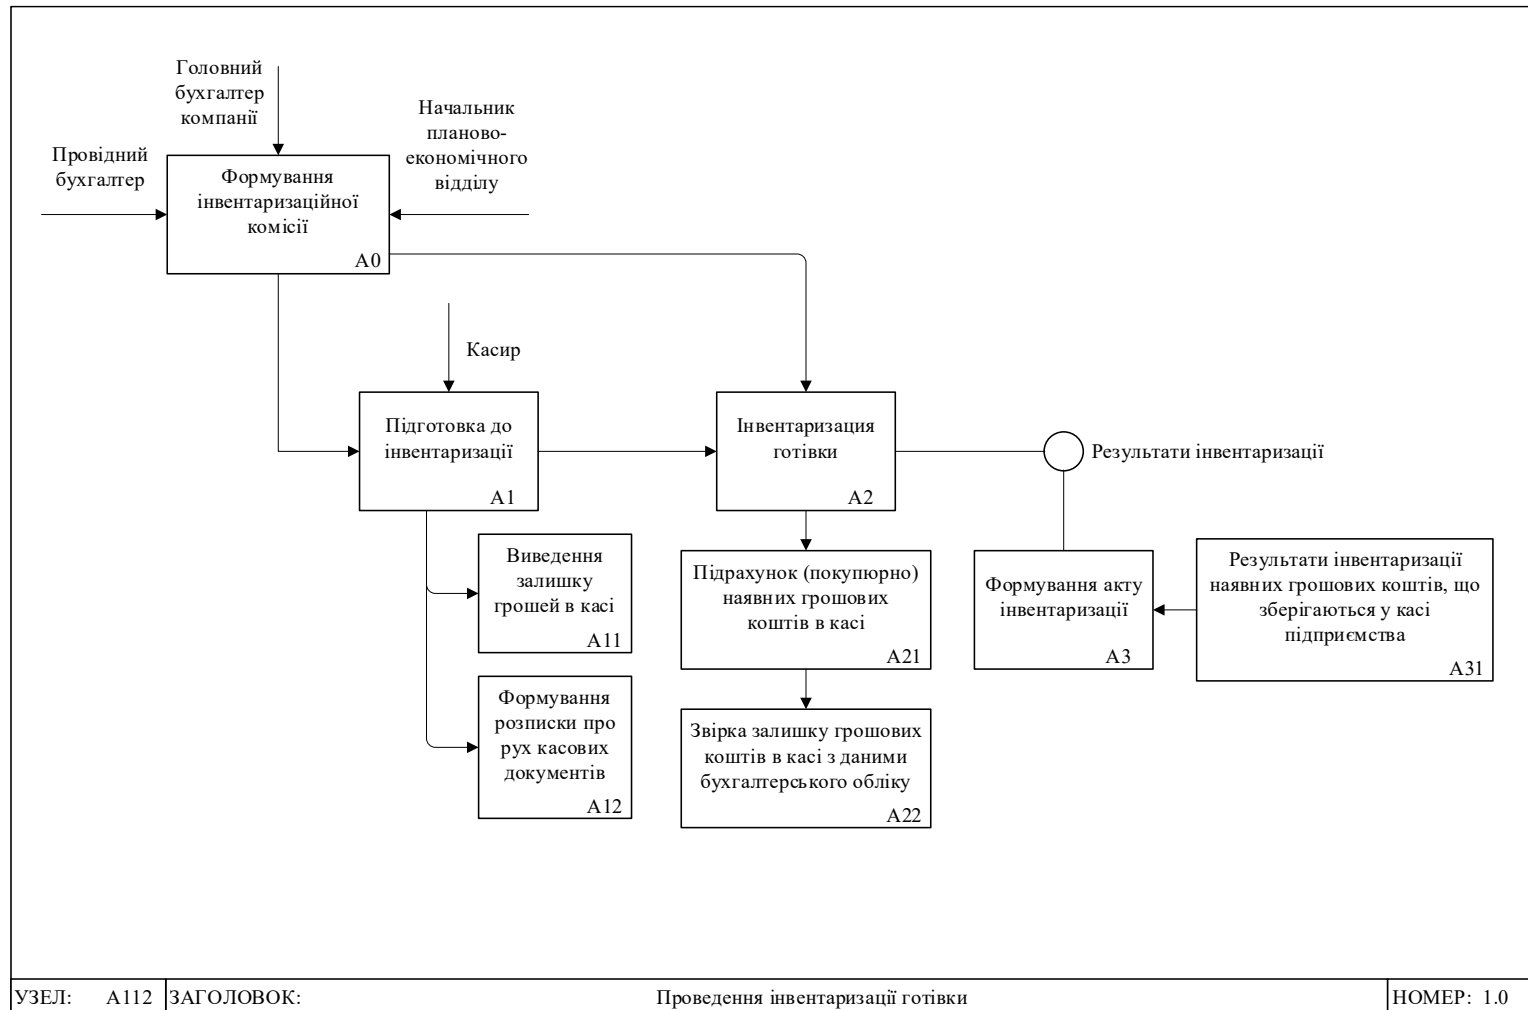 Головний
бухгалтер
компанії
Начальник
планово-
економічного
відділу
Провідний
бухгалтер
Формування
інвентаризаційної
комісії
A0
Касир
Підготовка до
інвентаризації
A1
Інвентаризация
готівки
A2
Результати інвентаризації
Виведення
залишку
грошей в касі
A11
Підрахунок (покупюрно)
наявних грошових
коштів в касі
A21
Формування акту
інвентаризації
A3
Результати інвентаризації
наявних грошових коштів, що
зберігаються у касі
підприємства
A31
Формування
розписки про
рух касових
документів
A12
Звірка залишку грошових
коштів в касі з даними
бухгалтерського обліку
A22
УЗЕЛ: A112 ЗАГОЛОВОК: Проведення інвентаризації готівки НОМЕР: 1.0